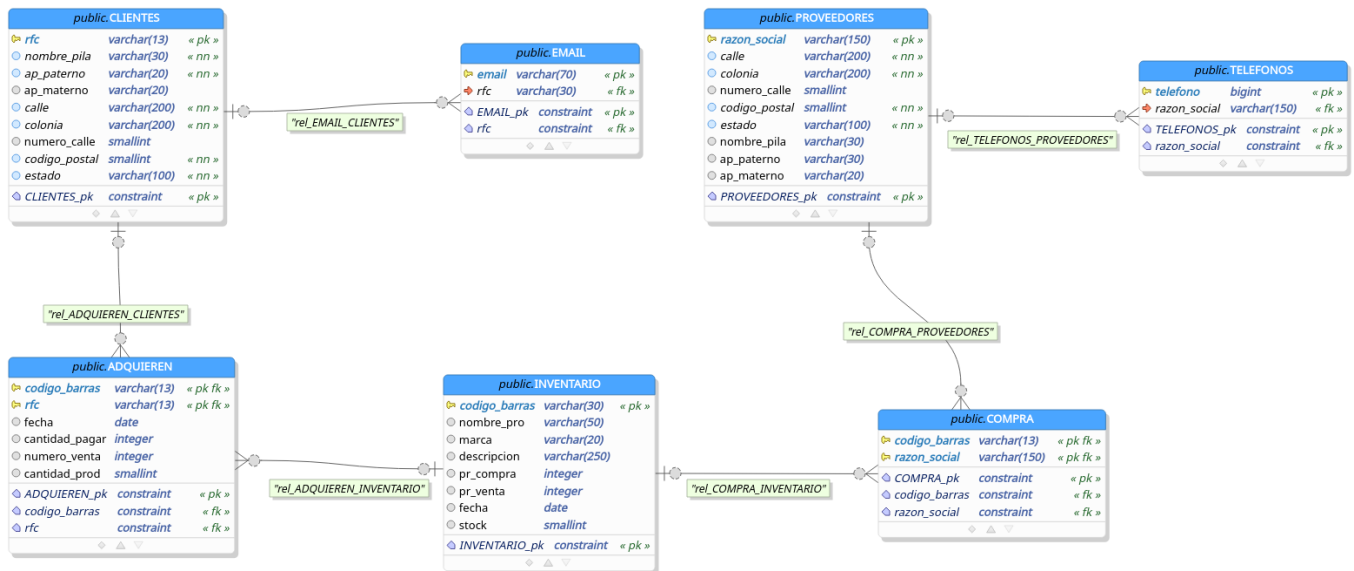 public.CLIENTES
rfc varchar(13) « pk »
nombre_pila varchar(30) « nn »
ap_paterno varchar(20) « nn »
ap_materno varchar(20)
calle varchar(200) « nn »
colonia varchar(200) « nn »
numero_calle smallint
codigo_postal smallint « nn »
estado varchar(100) « nn »
CLIENTES_pk constraint « pk »
"rel_EMAIL_CLIENTES"
public.EMAIL
email varchar(70) « pk »
rfc varchar(30) « fk »
EMAIL_pk constraint « pk »
rfc constraint « fk »
public.PROVEEDORES
razon_social varchar(150) « pk »
calle varchar(200) « nn »
colonia varchar(200) « nn »
numero_calle smallint
codigo_postal smallint « nn »
estado varchar(100) « nn »
nombre_pila varchar(30)
ap_paterno varchar(30)
ap_materno varchar(20)
PROVEEDORES_pk constraint « pk »
"rel_TELEFONOS_PROVEEDORES"
public.TELEFONOS
telefono bigint « pk »
razon_social varchar(150) « fk »
TELEFONOS_pk constraint « pk »
razon_social constraint « fk »
"rel_ADQUIEREN_CLIENTES"
"rel_COMPRA_PROVEEDORES"
public.ADQUIEREN
codigo_barras varchar(13) « pk fk »
rfc varchar(13) « pk fk »
fecha date
cantidad_pagar integer
numero_venta integer
cantidad_prod smallint
ADQUIEREN_pk constraint « pk »
codigo_barras constraint « fk »
rfc constraint « fk »
"rel_ADQUIEREN_INVENTARIO"
public.INVENTARIO
codigo_barras varchar(30) « pk »
nombre_pro varchar(50)
marca varchar(20)
descripcion varchar(250)
pr_compra integer
pr_venta integer
fecha date
stock smallint
INVENTARIO_pk constraint « pk »
"rel_COMPRA_INVENTARIO"
public.COMPRA
codigo_barras varchar(13) « pk fk »
razon_social varchar(150) « pk fk »
COMPRA_pk constraint « pk »
codigo_barras constraint « fk »
razon_social constraint « fk »